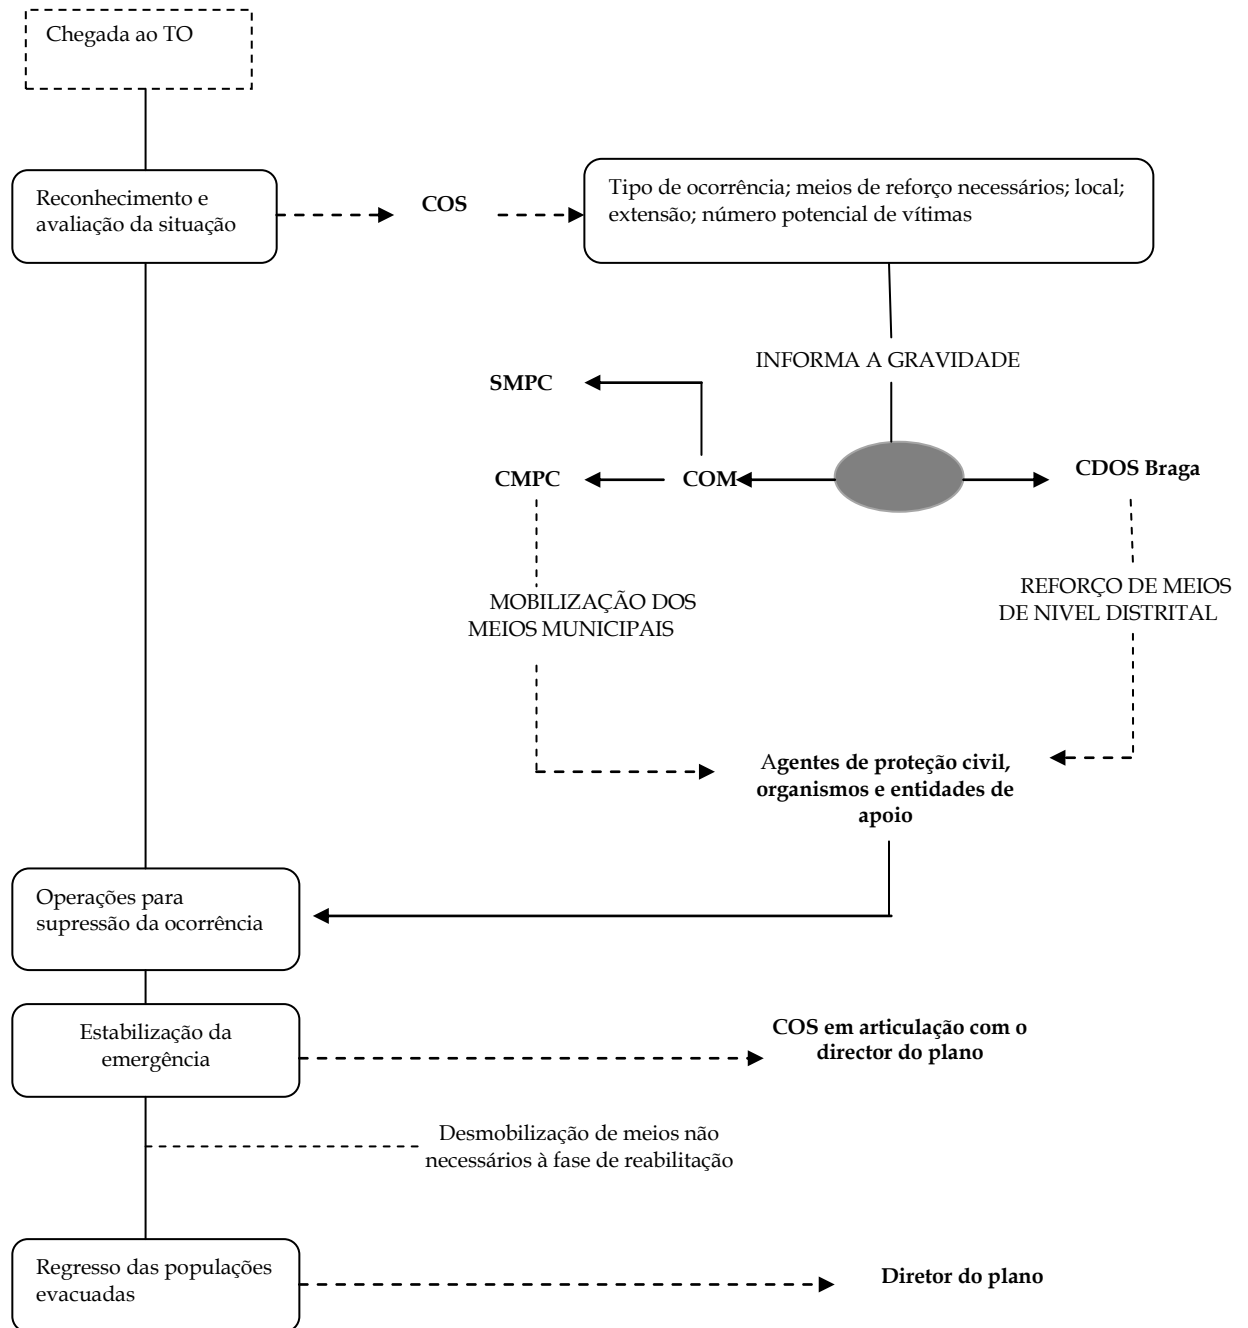 Chegada ao TO
Reconhecimento e
avaliação da situação
COS
Tipo de ocorrência; meios de reforço necessários; local;
extensão; número potencial de vítimas
INFORMA A GRAVIDADE
SMPC
CMPC
COM
CDOS Braga
MOBILIZAÇÃO DOS
MEIOS MUNICIPAIS
REFORÇO DE MEIOS
DE NIVEL DISTRITAL
Agentes de proteção civil,
organismos e entidades de
apoio
Operações para
supressão da ocorrência
Estabilização da
emergência
COS em articulação com o
director do plano
Desmobilização de meios não
necessários à fase de reabilitação
Regresso das populações
evacuadas
Diretor do plano